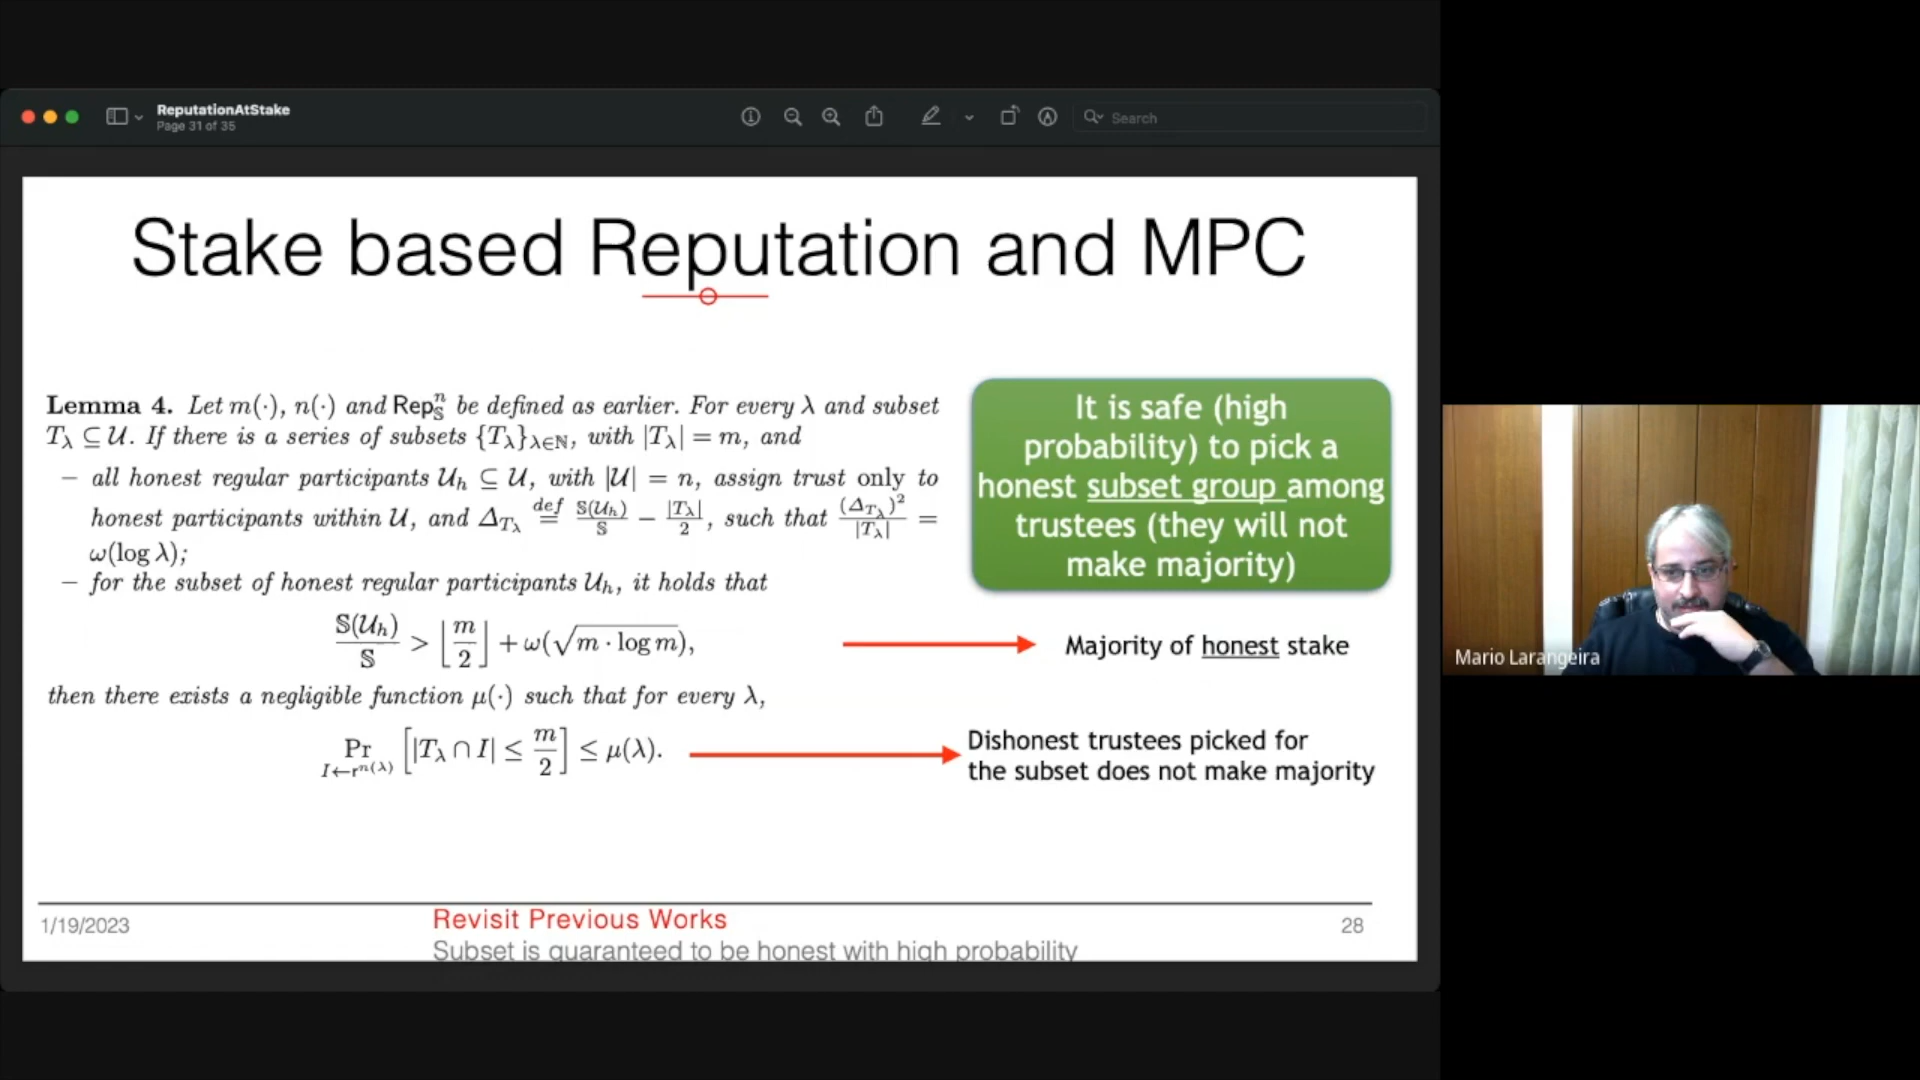 ReputationAtStake
Page 31 of 35
Search
Stake based Reputation and MPC
Lemma 4. Let m(·), n(·) and Rep_𝕊^n be defined as earlier. For every λ and subset
T_λ ⊆ 𝒰. If there is a series of subsets {T_λ}_{λ∈ℕ}, with |T_λ| = m, and
– all honest regular participants 𝒰_h ⊆ 𝒰, with |𝒰| = n, assign trust only to
honest participants within 𝒰, and Δ_{T_λ} def= 𝕊(𝒰_h)/𝕊 − |T_λ|/2, such that (Δ_{T_λ})²/|T_λ| =
ω(log λ);
– for the subset of honest regular participants 𝒰_h, it holds that
𝕊(𝒰_h)/𝕊 > ⌊m/2⌋ + ω(√(m · log m)),
then there exists a negligible function μ(·) such that for every λ,
Pr_{I←r^{n(λ)}} [|T_λ ∩ I| ≤ m/2] ≤ μ(λ).
It is safe (high
probability) to pick a
honest subset group among
trustees (they will not
make majority)
Majority of honest stake
Dishonest trustees picked for
the subset does not make majority
1/19/2023
Revisit Previous Works
Subset is guaranteed to be honest with high probability
28
Mario Larangeira